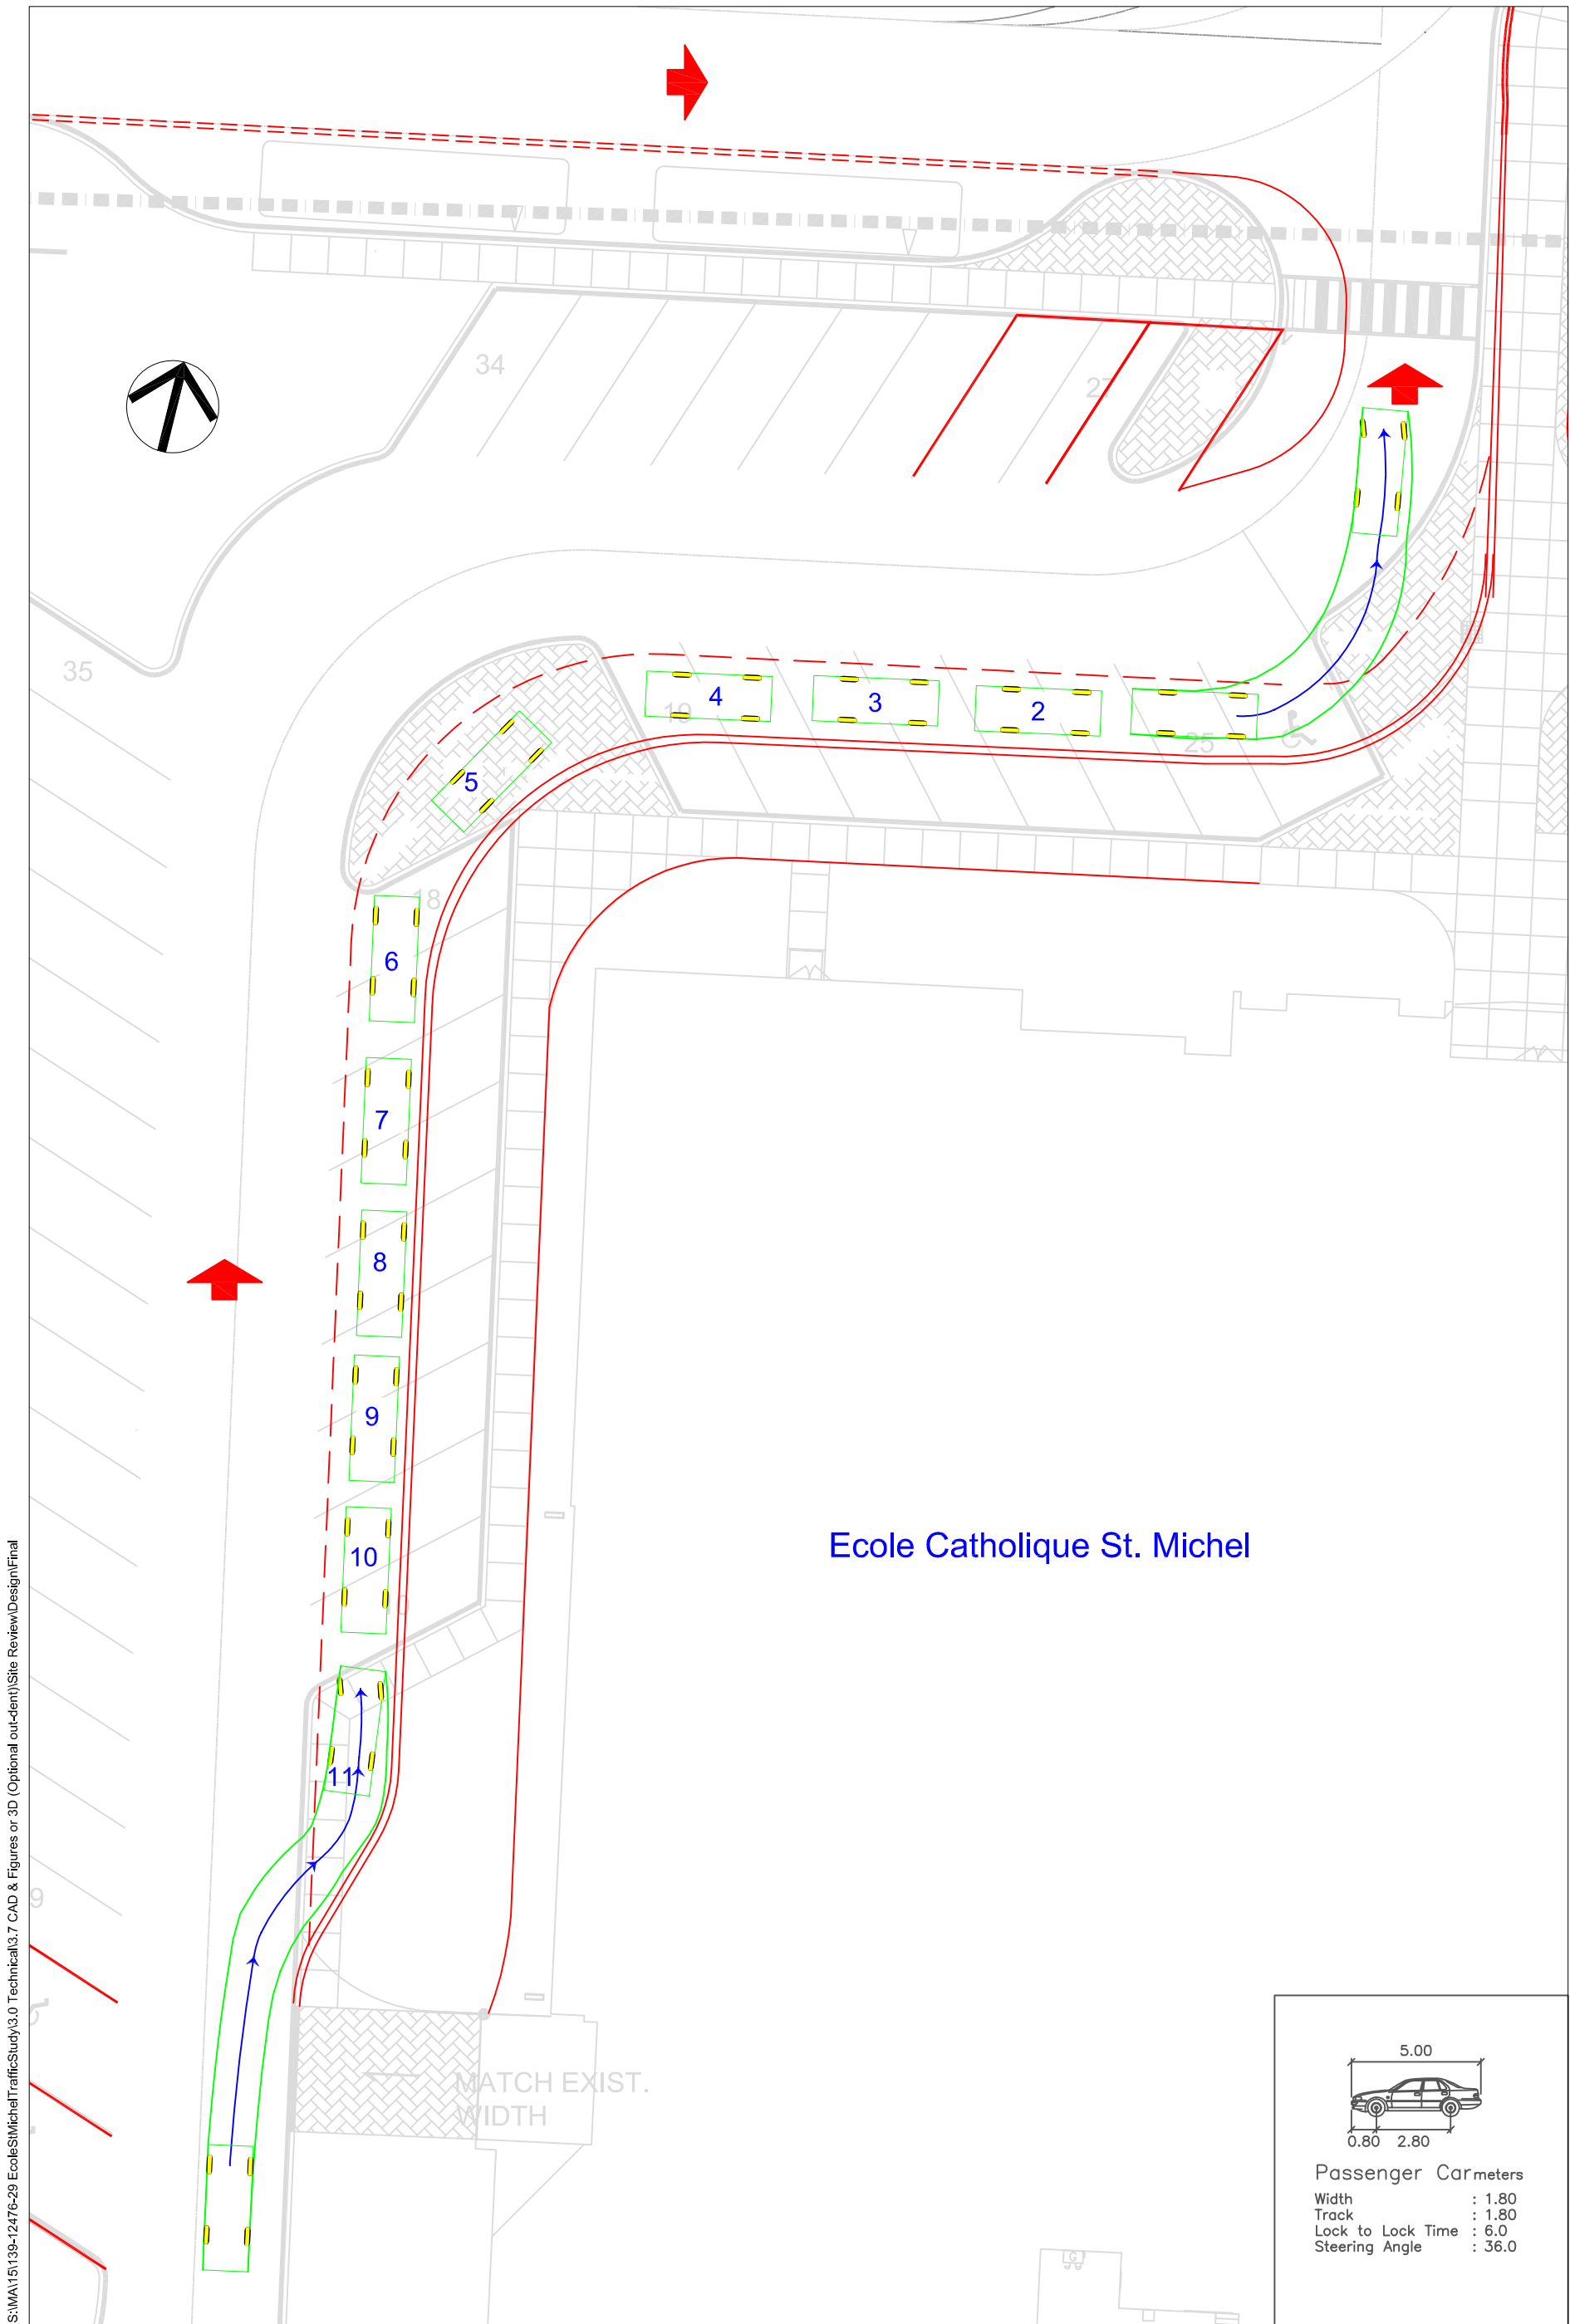 34
27
35
4
3
2
19
25
5
18
6
7
8
9
10
Ecole Catholique St. Michel
11
9
MATCH EXIST.
WIDTH
5.00
0.80 2.80
Passenger Car meters
Width : 1.80
Track : 1.80
Lock to Lock Time : 6.0
Steering Angle : 36.0
S:\MA\15\139-12476-29 EcoleStMichelTrafficStudy\3.0 Technical\3.7 CAD & Figures or 3D (Optional out-dent)\Site Review\Design\Final